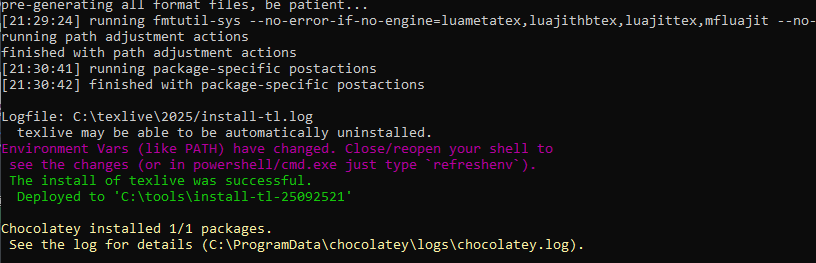 pre-generating all format files, be patient...
[21:29:24] running fmtutil-sys --no-error-if-no-engine=luametatex,luajithbtex,luajittex,mfluajit --no-
running path adjustment actions
finished with path adjustment actions
[21:30:41] running package-specific postactions
[21:30:42] finished with package-specific postactions
Logfile: C:\texlive\2025/install-tl.log
texlive may be able to be automatically uninstalled.
Environment Vars (like PATH) have changed. Close/reopen your shell to
see the changes (or in powershell/cmd.exe just type `refreshenv`).
The install of texlive was successful.
Deployed to 'C:\tools\install-tl-25092521'
Chocolatey installed 1/1 packages.
See the log for details (C:\ProgramData\chocolatey\logs\chocolatey.log).